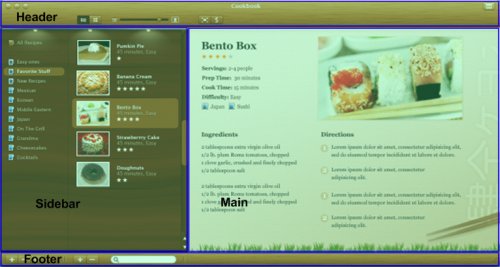 Cookbook
Header
All Recipes
Easy ones
Favorite Stuff
New Recipes
Mexican
Korean
Middle Eastern
Japan
On The Grill
Grandma
Cheesecakes
Cocktails
Pumkin Pie
45 minutes, Easy
★
Banana Cream
45 minutes, Easy
★★★★★
Bento Box
45 minutes, Easy
★★★★
Strawberry Cake
45 minutes, Easy
★★★
Doughnuts
45 minutes, Easy
★★
Sidebar
Bento Box
★★★★
Servings: 2-4 people
Prep Time: 30 minutes
Cook Time: 15 minutes
Difficulty: Easy
Japan Sushi
Ingredients
2 tablespoons extra virgin olive oil
1/2 lb. plum Roma tomatoes, chopped
1 clove garlic, crushed and finely chopped
1/2 tablespoon salt
2 tablespoons extra virgin olive oil
1/2 lb. plum Roma tomatoes, chopped
1 clove garlic, crushed and finely chopped
1/2 tablespoon salt
Main
Directions
Lorem ipsum dolor sit amet, consectetur adipisicing elit,
sed do eiusmod tempor incididunt ut labore et dolore.
Lorem ipsum dolor sit amet, consectetur
adipisicing elit.
Lorem ipsum dolor sit amet, consectetur adipisicing elit,
sed do eiusmod tempor incididunt ut labore et dolore.
Lorem ipsum dolor sit amet, consectetur
adipisicing elit.
Footer